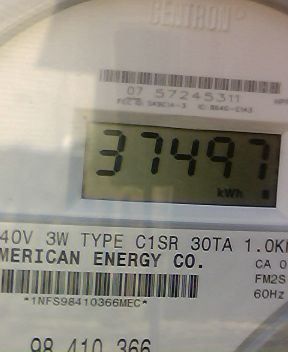 CENTRON®
07 57245311
37497
kWh
40V 3W TYPE C1SR 30TA 1.0K
MERICAN ENERGY CO. CA 0
FM2S
60Hz
*1NFS98410366MEC*
98 410 366